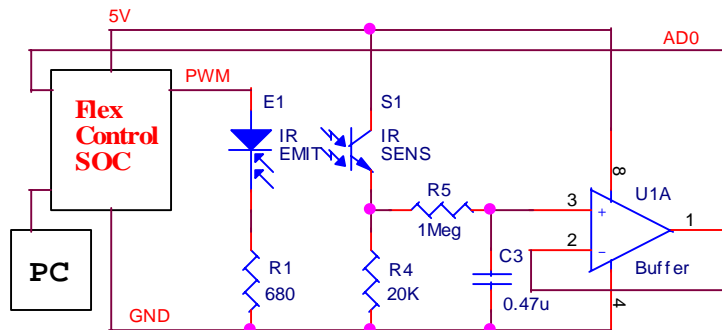 5V
AD0
PWM
Flex
Control
SOC
E1
S1
IR
EMIT
IR
SENS
8
R5
1Meg
3
+
U1A
1
2
-
Buffer
C3
0.47u
R1
680
R4
20K
4
PC
GND